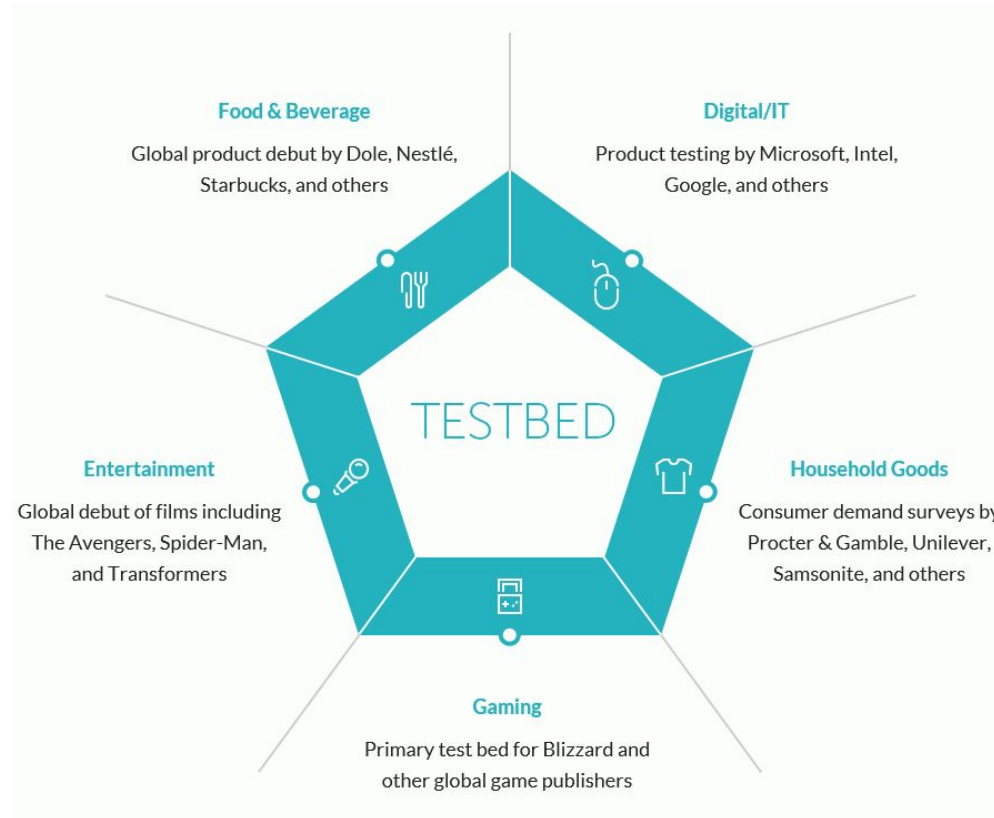 Food & Beverage
Global product debut by Dole, Nestlé,
Starbucks, and others
Digital/IT
Product testing by Microsoft, Intel,
Google, and others
TESTBED
Entertainment
Global debut of films including
The Avengers, Spider-Man,
and Transformers
Household Goods
Consumer demand surveys by
Procter & Gamble, Unilever,
Samsonite, and others
Gaming
Primary test bed for Blizzard and
other global game publishers